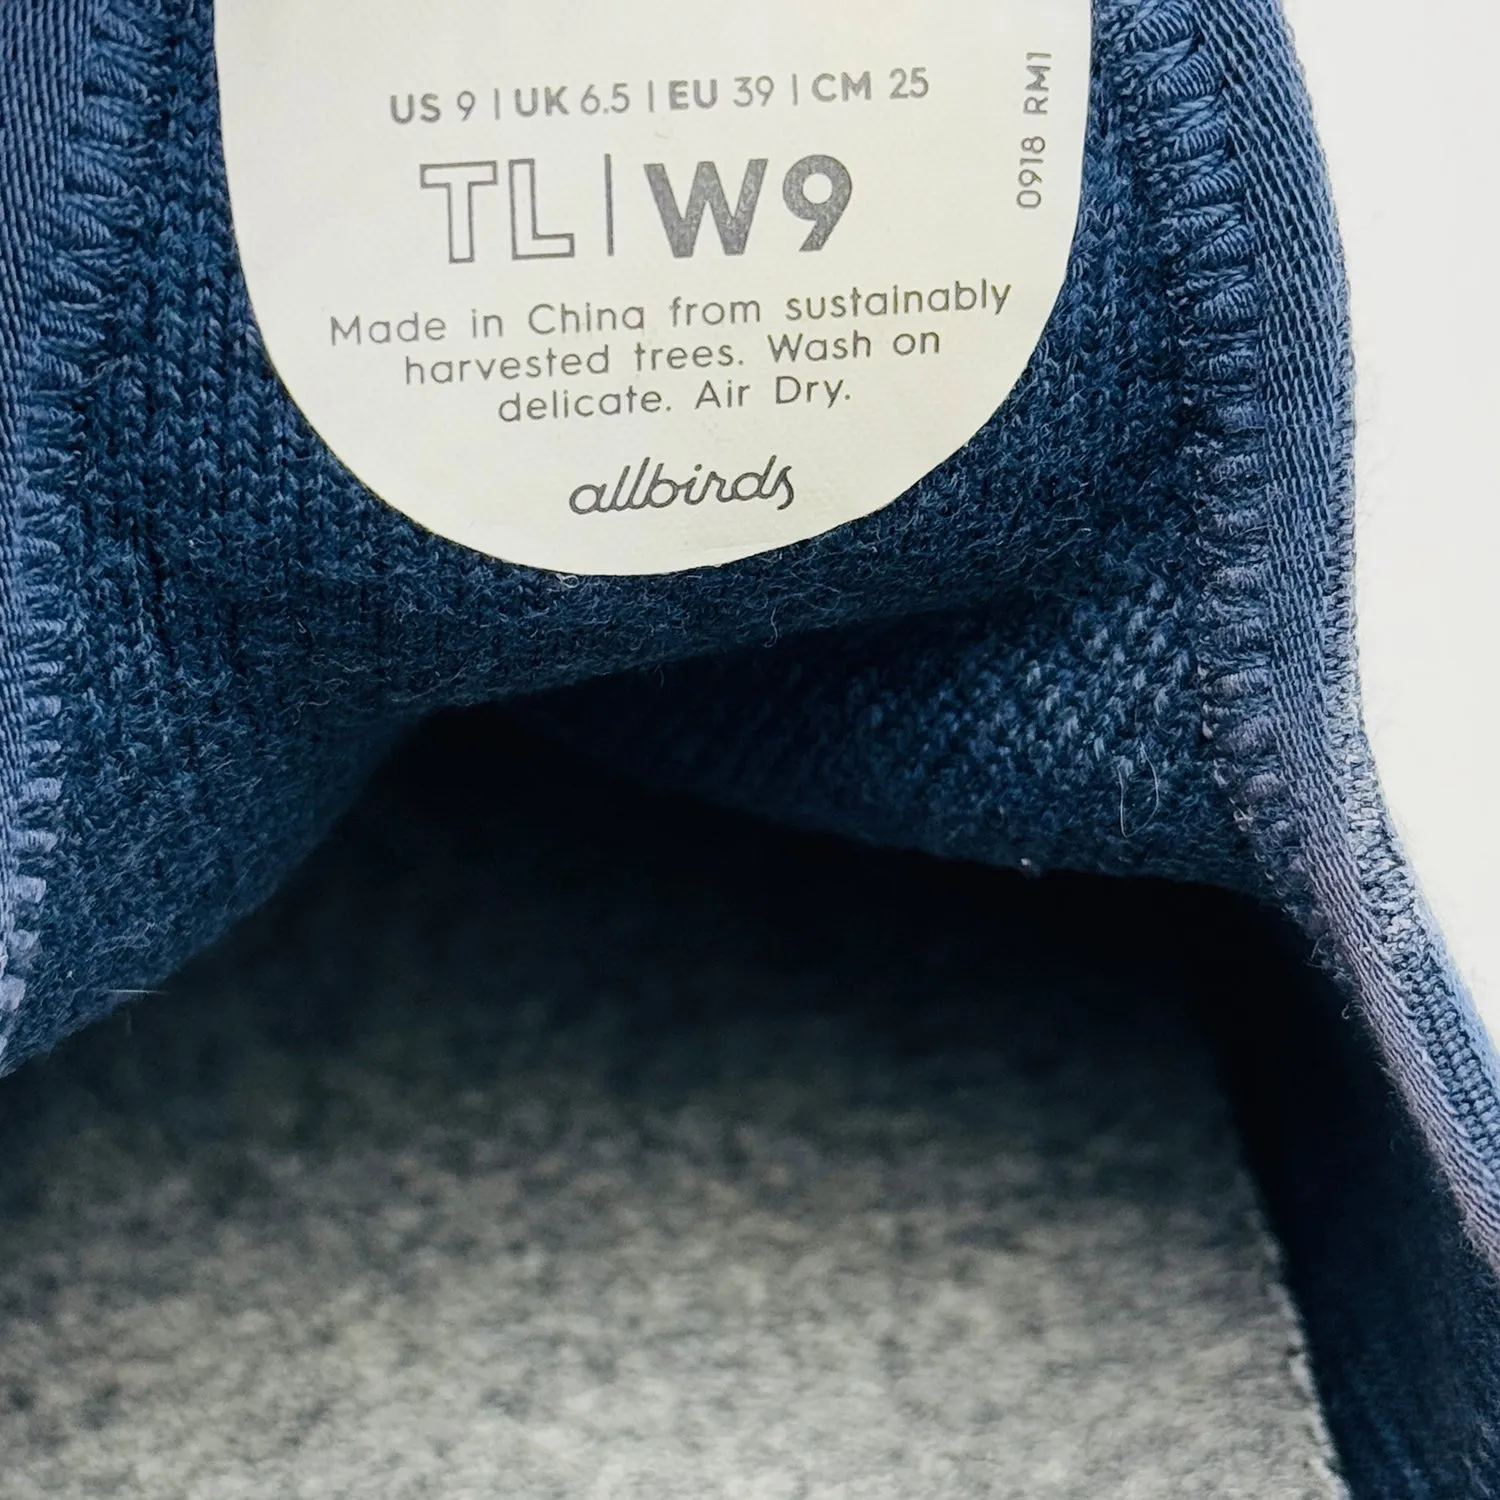 US 9 | UK 6.5 | EU 39 | CM 25
TL | W9
Made in China from sustainably
harvested trees. Wash on
delicate. Air Dry.
allbirds
0918 RM1